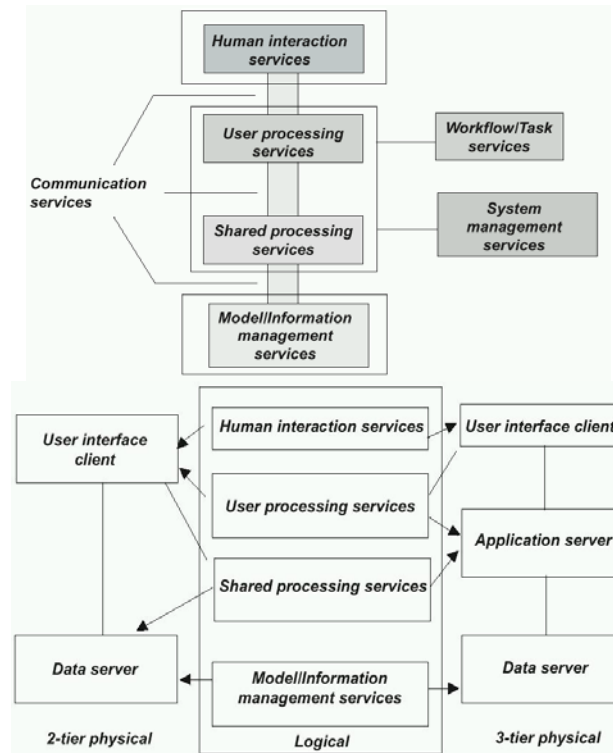 Human interaction
services
User processing
services
Workflow/Task
services
Communication
services
System
management
services
Shared processing
services
Model/Information
management
services
User interface
client
Human interaction services
User interface client
User processing services
Application server
Shared processing services
Data server
Model/Information
management services
Data server
2-tier physical
Logical
3-tier physical